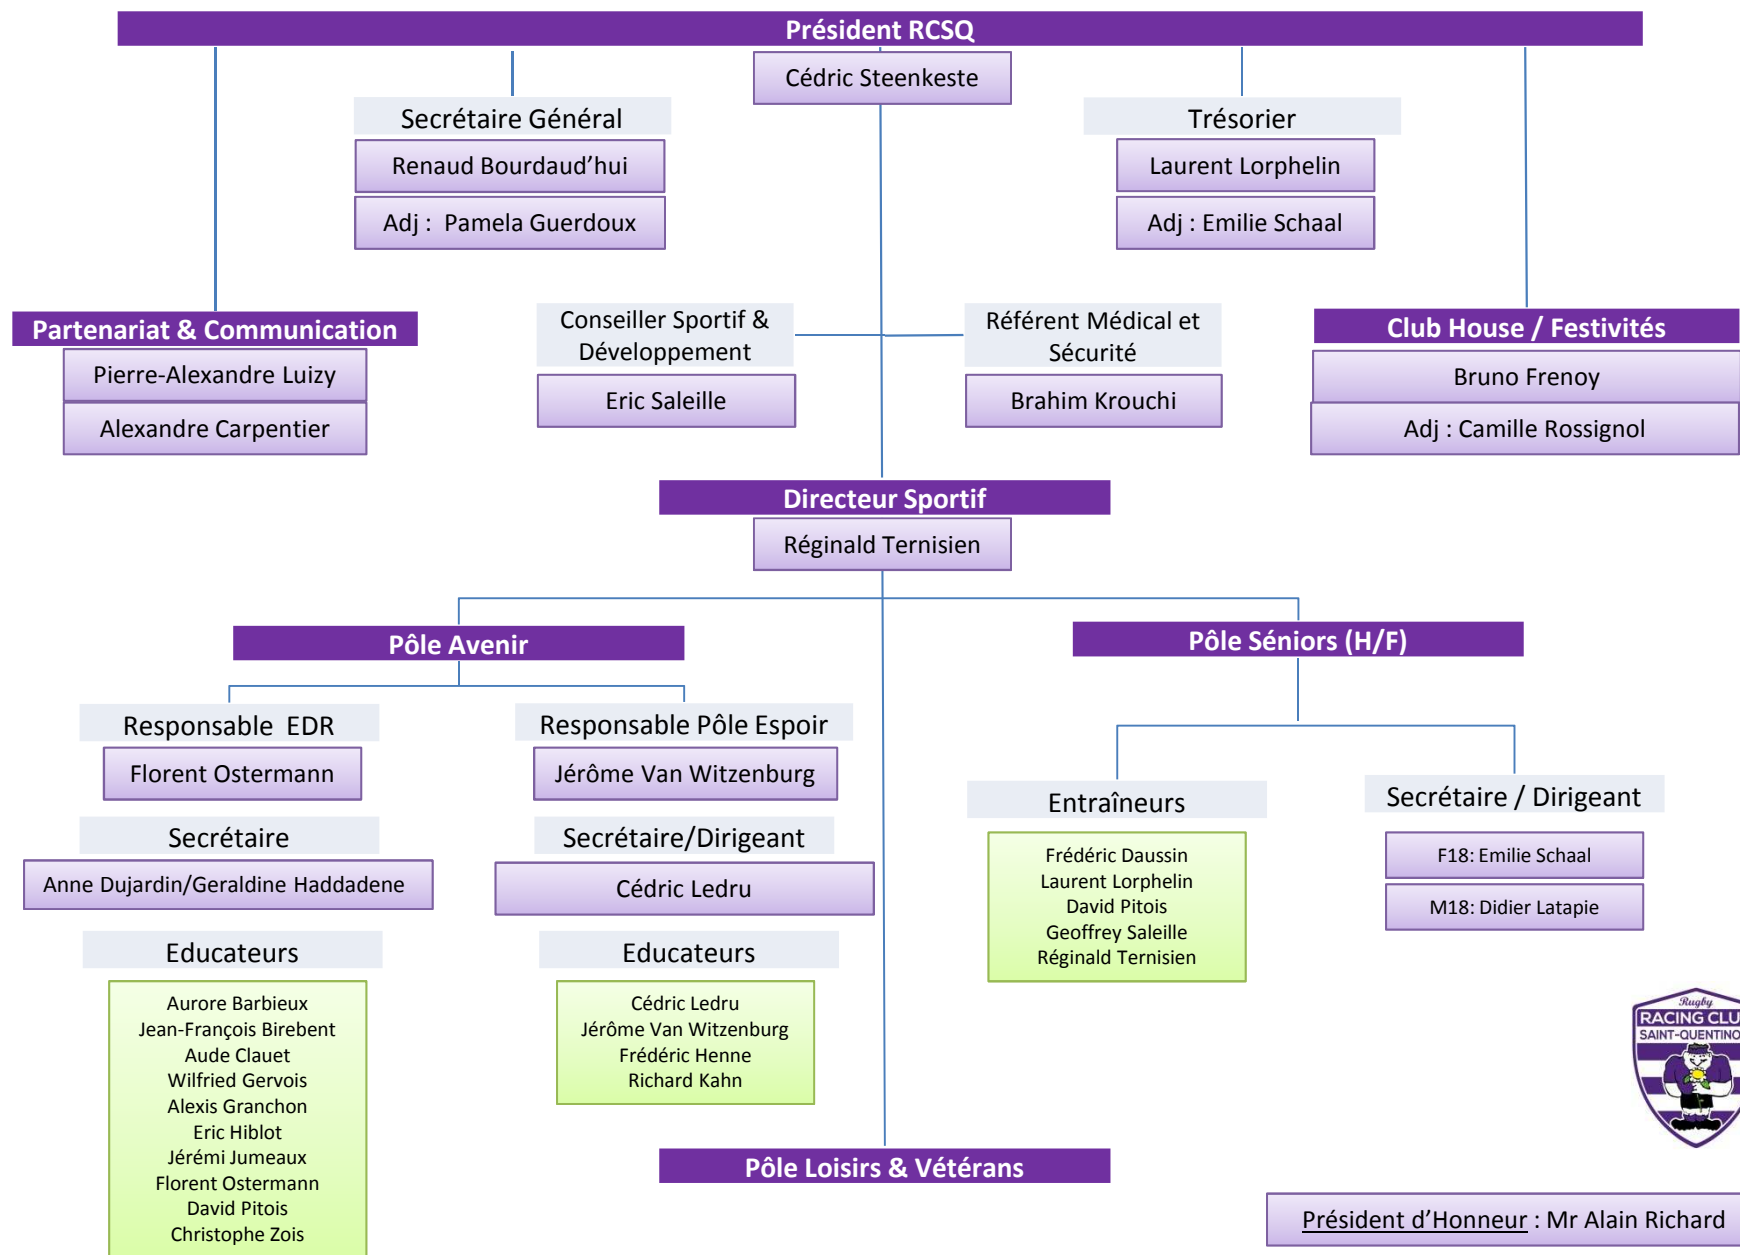 Président RCSQ
Cédric Steenkeste
Secrétaire Général
Renaud Bourdaud’hui
Adj :  Pamela Guerdoux
Trésorier
Laurent Lorphelin
Adj : Emilie Schaal
Partenariat & Communication
Pierre-Alexandre Luizy
Alexandre Carpentier
Conseiller Sportif &
Développement
Eric Saleille
Référent Médical et
Sécurité
Brahim Krouchi
Club House / Festivités
Bruno Frenoy
Adj : Camille Rossignol
Directeur Sportif
Réginald Ternisien
Pôle Avenir
Responsable  EDR
Florent Ostermann
Secrétaire
Anne Dujardin/Geraldine Haddadene
Educateurs
Aurore Barbieux
Jean-François Birebent
Aude Clauet
Wilfried Gervois
Alexis Granchon
Eric Hiblot
Jérémi Jumeaux
Florent Ostermann
David Pitois
Christophe Zois
Responsable Pôle Espoir
Jérôme Van Witzenburg
Secrétaire/Dirigeant
Cédric Ledru
Educateurs
Cédric Ledru
Jérôme Van Witzenburg
Frédéric Henne
Richard Kahn
Pôle Séniors (H/F)
Entraîneurs
Frédéric Daussin
Laurent Lorphelin
David Pitois
Geoffrey Saleille
Réginald Ternisien
Secrétaire / Dirigeant
F18: Emilie Schaal
M18: Didier Latapie
Pôle Loisirs & Vétérans
Rugby
RACING CLU
SAINT-QUENTINO
Président d’Honneur : Mr Alain Richard